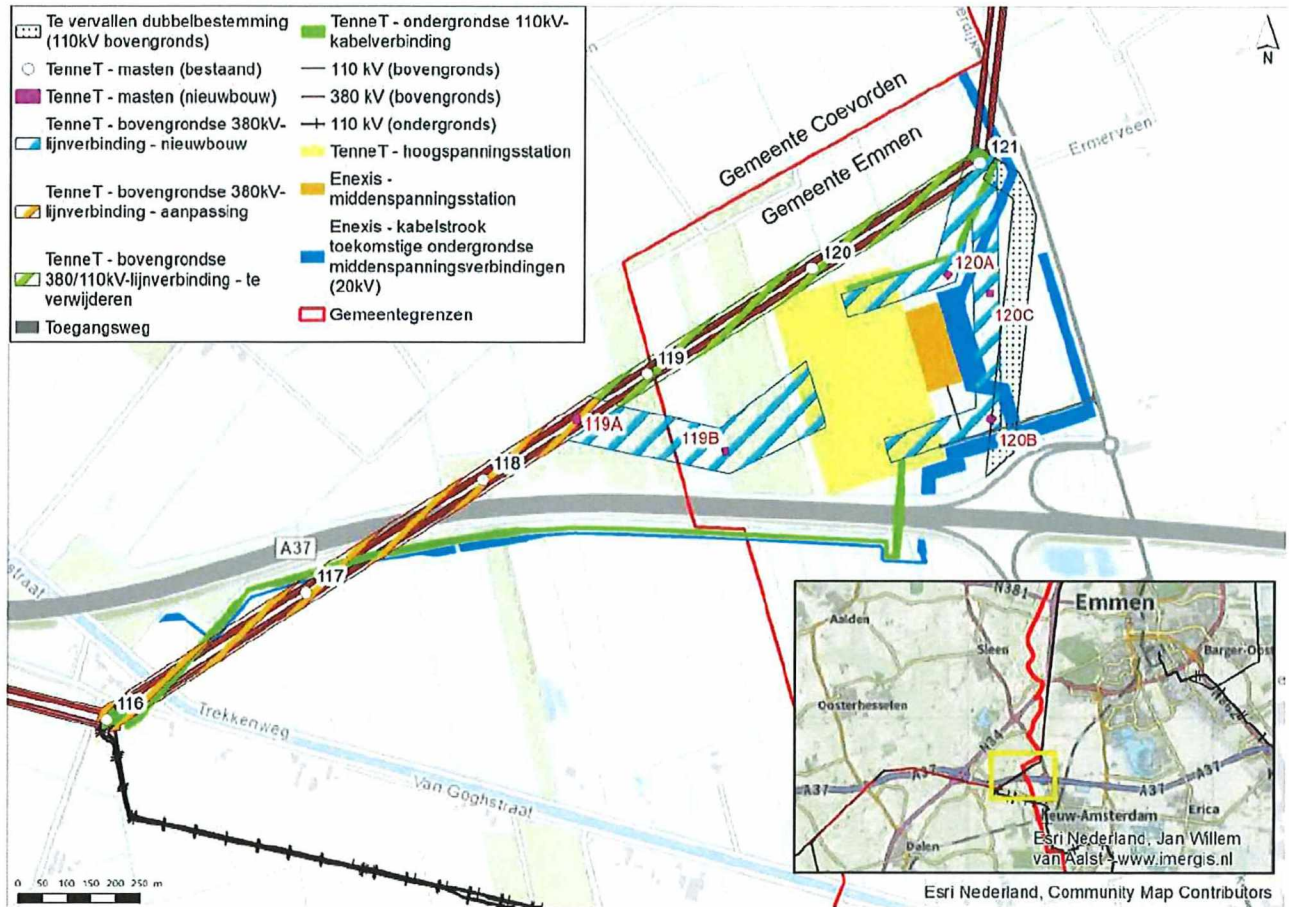 Te vervallen dubbelbestemming
(110kV bovengronds)
TenneT - masten (bestaand)
TenneT - masten (nieuwbouw)
TenneT - bovengrondse 380kV-
lijnverbinding - nieuwbouw
TenneT - bovengrondse 380kV-
lijnverbinding - aanpassing
TenneT - bovengrondse
380/110kV-lijnverbinding - te
verwijderen
Toegangsweg
TenneT - ondergrondse 110kV-
kabelverbinding
110 kV (bovengronds)
380 kV (bovengronds)
110 kV (ondergronds)
TenneT - hoogspanningsstation
Enexis -
middenspanningsstation
Enexis - kabelstrook
toekomstige ondergrondse
middenspanningsverbindingen
(20kV)
Gemeentegrenzen
N
Gemeente Coevorden
Gemeente Emmen
Ermerveen
121
120
120A
120C
119
119A
119B
120B
118
A37
117
116
Trekkenweg
Van Goghstraat
N381
Emmen
Aalden
Sleen
Barger-Oost
Oosterhesselen
N34
A37
A37
A37
A37
Nieuw-Amsterdam
Erica
Dalen
Esri Nederland, Jan Willem
van Aalst - www.imergis.nl
0 50 100 150 200 250 m
Esri Nederland, Community Map Contributors